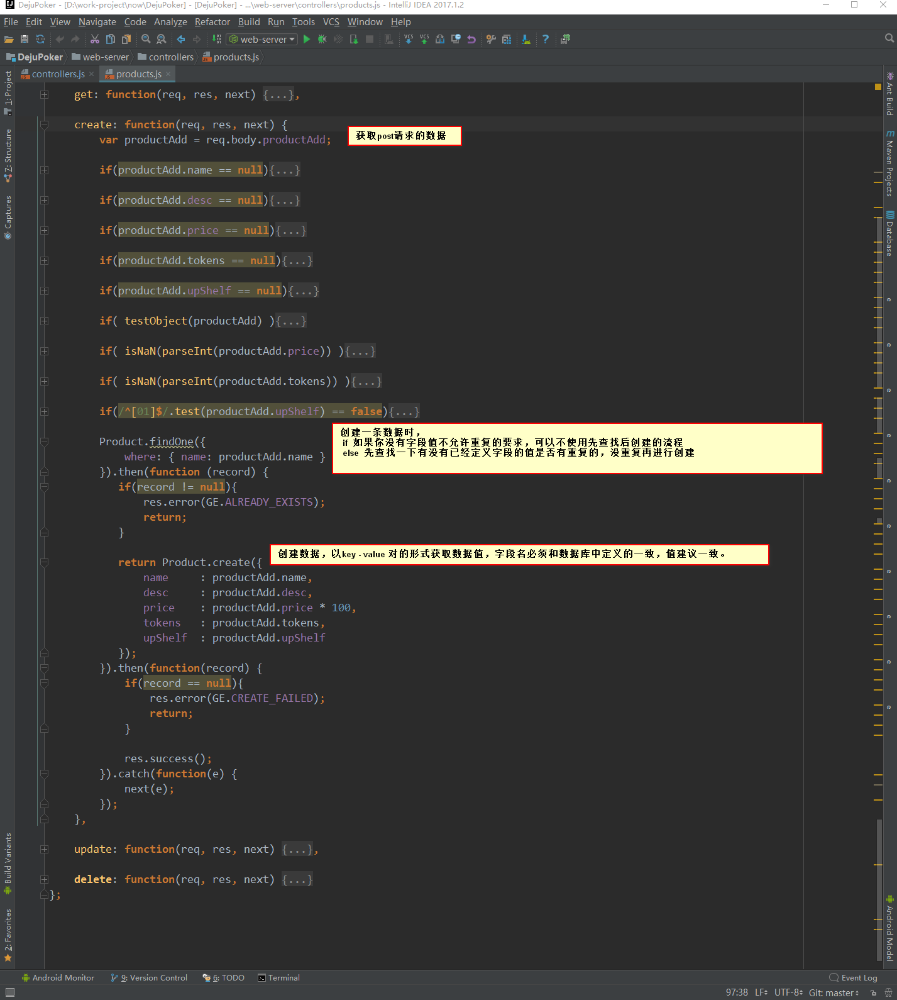 DejuPoker - [D:\work-project\now\DejuPoker] - [DejuPoker] - ...\web-server\controllers\products.js - IntelliJ IDEA 2017.1.2
File Edit View Navigate Code Analyze Refactor Build Run Tools VCS Window Help
web-server
DejuPoker web-server controllers products.js
controllers.js products.js
1: Project
7: Structure
Captures
Build Variants
2: Favorites
get: function(req, res, next) {...},
create: function(req, res, next) {
var productAdd = req.body.productAdd;
获取post请求的数据
if(productAdd.name == null){...}
if(productAdd.desc == null){...}
if(productAdd.price == null){...}
if(productAdd.tokens == null){...}
if(productAdd.upShelf == null){...}
if( testObject(productAdd) ){...}
if( isNaN(parseInt(productAdd.price)) ){...}
if( isNaN(parseInt(productAdd.tokens)) ){...}
if(/^[01]$/.test(productAdd.upShelf) == false){...}
创建一条数据时，
if 如果你没有字段值不允许重复的要求，可以不使用先查找后创建的流程
else 先查找一下有没有已经定义字段的值是否有重复的，没重复再进行创建
Product.findOne({
where: { name: productAdd.name }
}).then(function (record) {
if(record != null){
res.error(GE.ALREADY_EXISTS);
return;
}
创建数据，以key - value 对的形式获取数据值，字段名必须和数据库中定义的一致，值建议一致。
return Product.create({
name : productAdd.name,
desc : productAdd.desc,
price : productAdd.price * 100,
tokens : productAdd.tokens,
upShelf : productAdd.upShelf
});
}).then(function(record) {
if(record == null){
res.error(GE.CREATE_FAILED);
return;
}
res.success();
}).catch(function(e) {
next(e);
});
},
update: function(req, res, next) {...},
delete: function(req, res, next) {...}
};
Ant Build
Maven Projects
Database
Android Model
Android Monitor 9: Version Control 6: TODO Terminal Event Log
97:38 LF UTF-8 Git: master